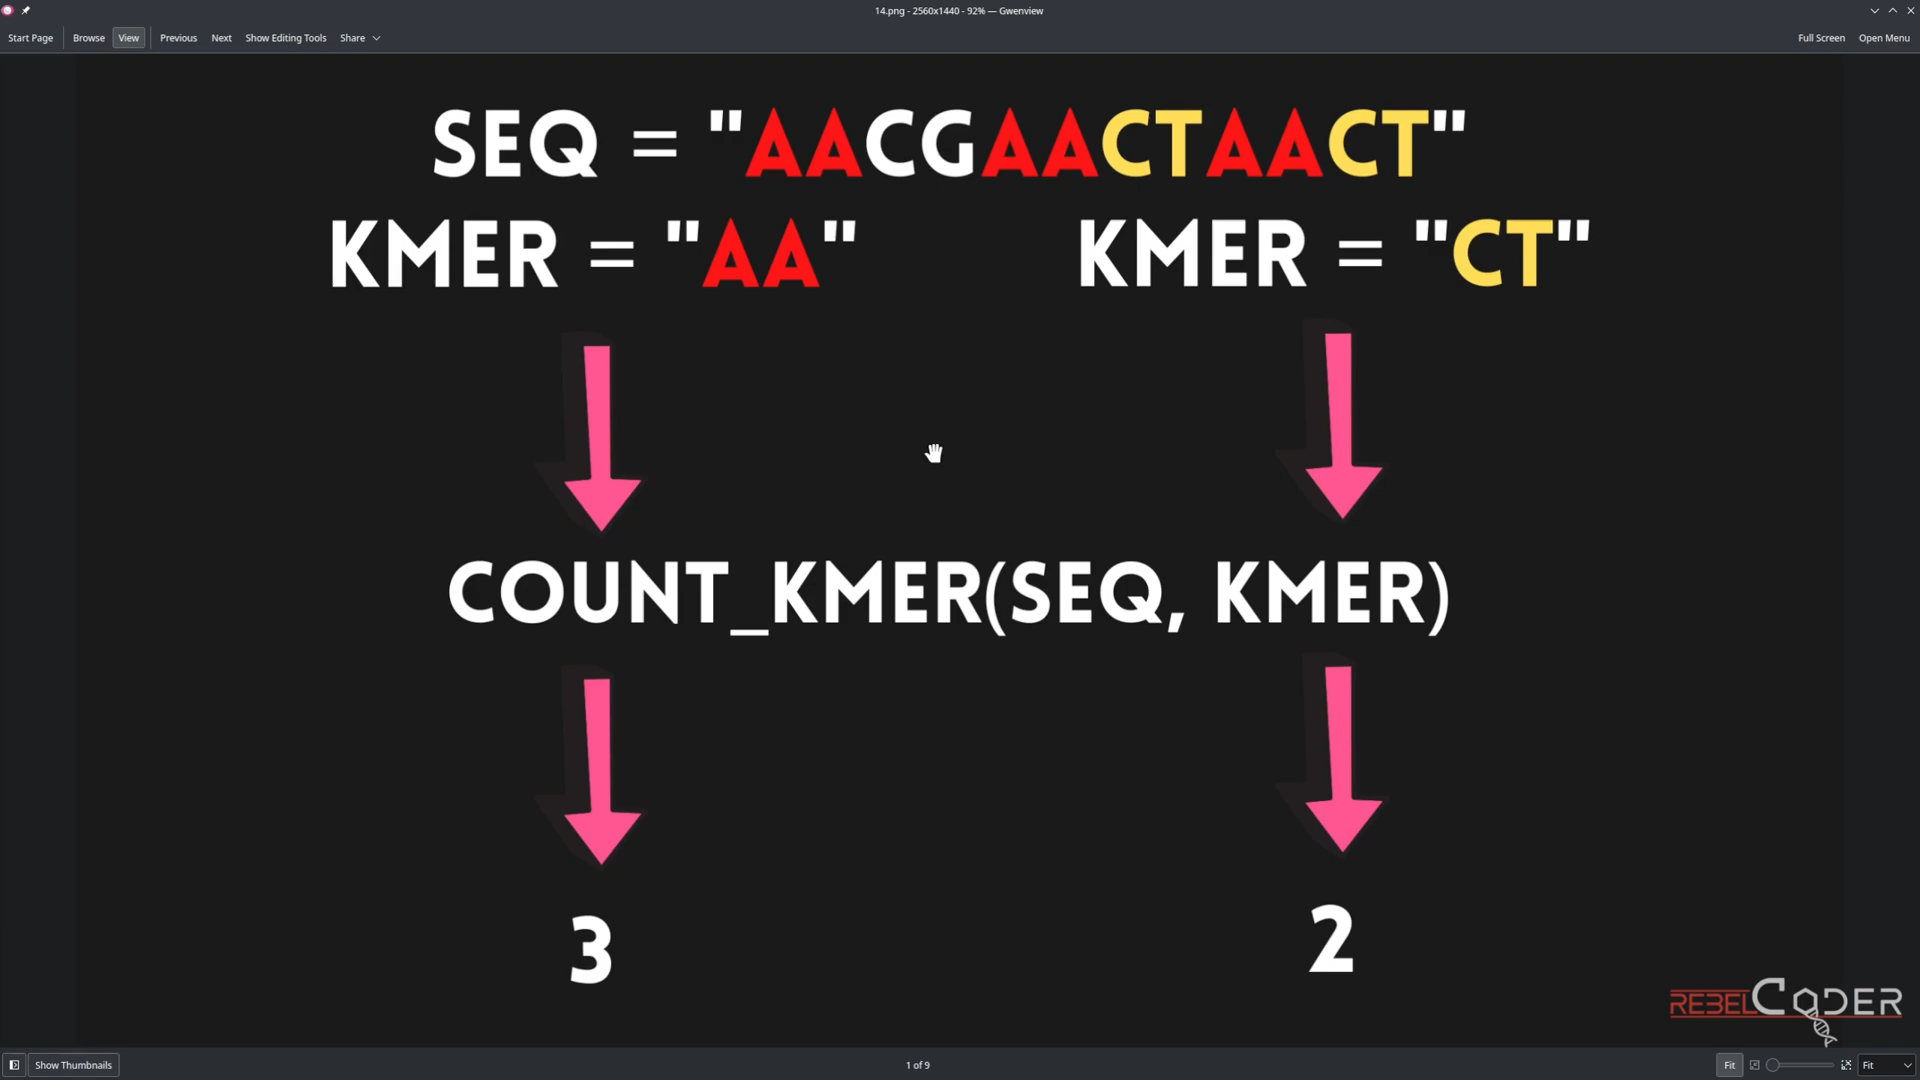 14.png - 2560x1440 - 92% — Gwenview
Start Page Browse View Previous Next Show Editing Tools Share Full Screen Open Menu
SEQ = "AACGAACTAACT"
KMER = "AA" KMER = "CT"
COUNT_KMER(SEQ, KMER)
3 2
REBELCODER
Show Thumbnails 1 of 9 Fit Fit